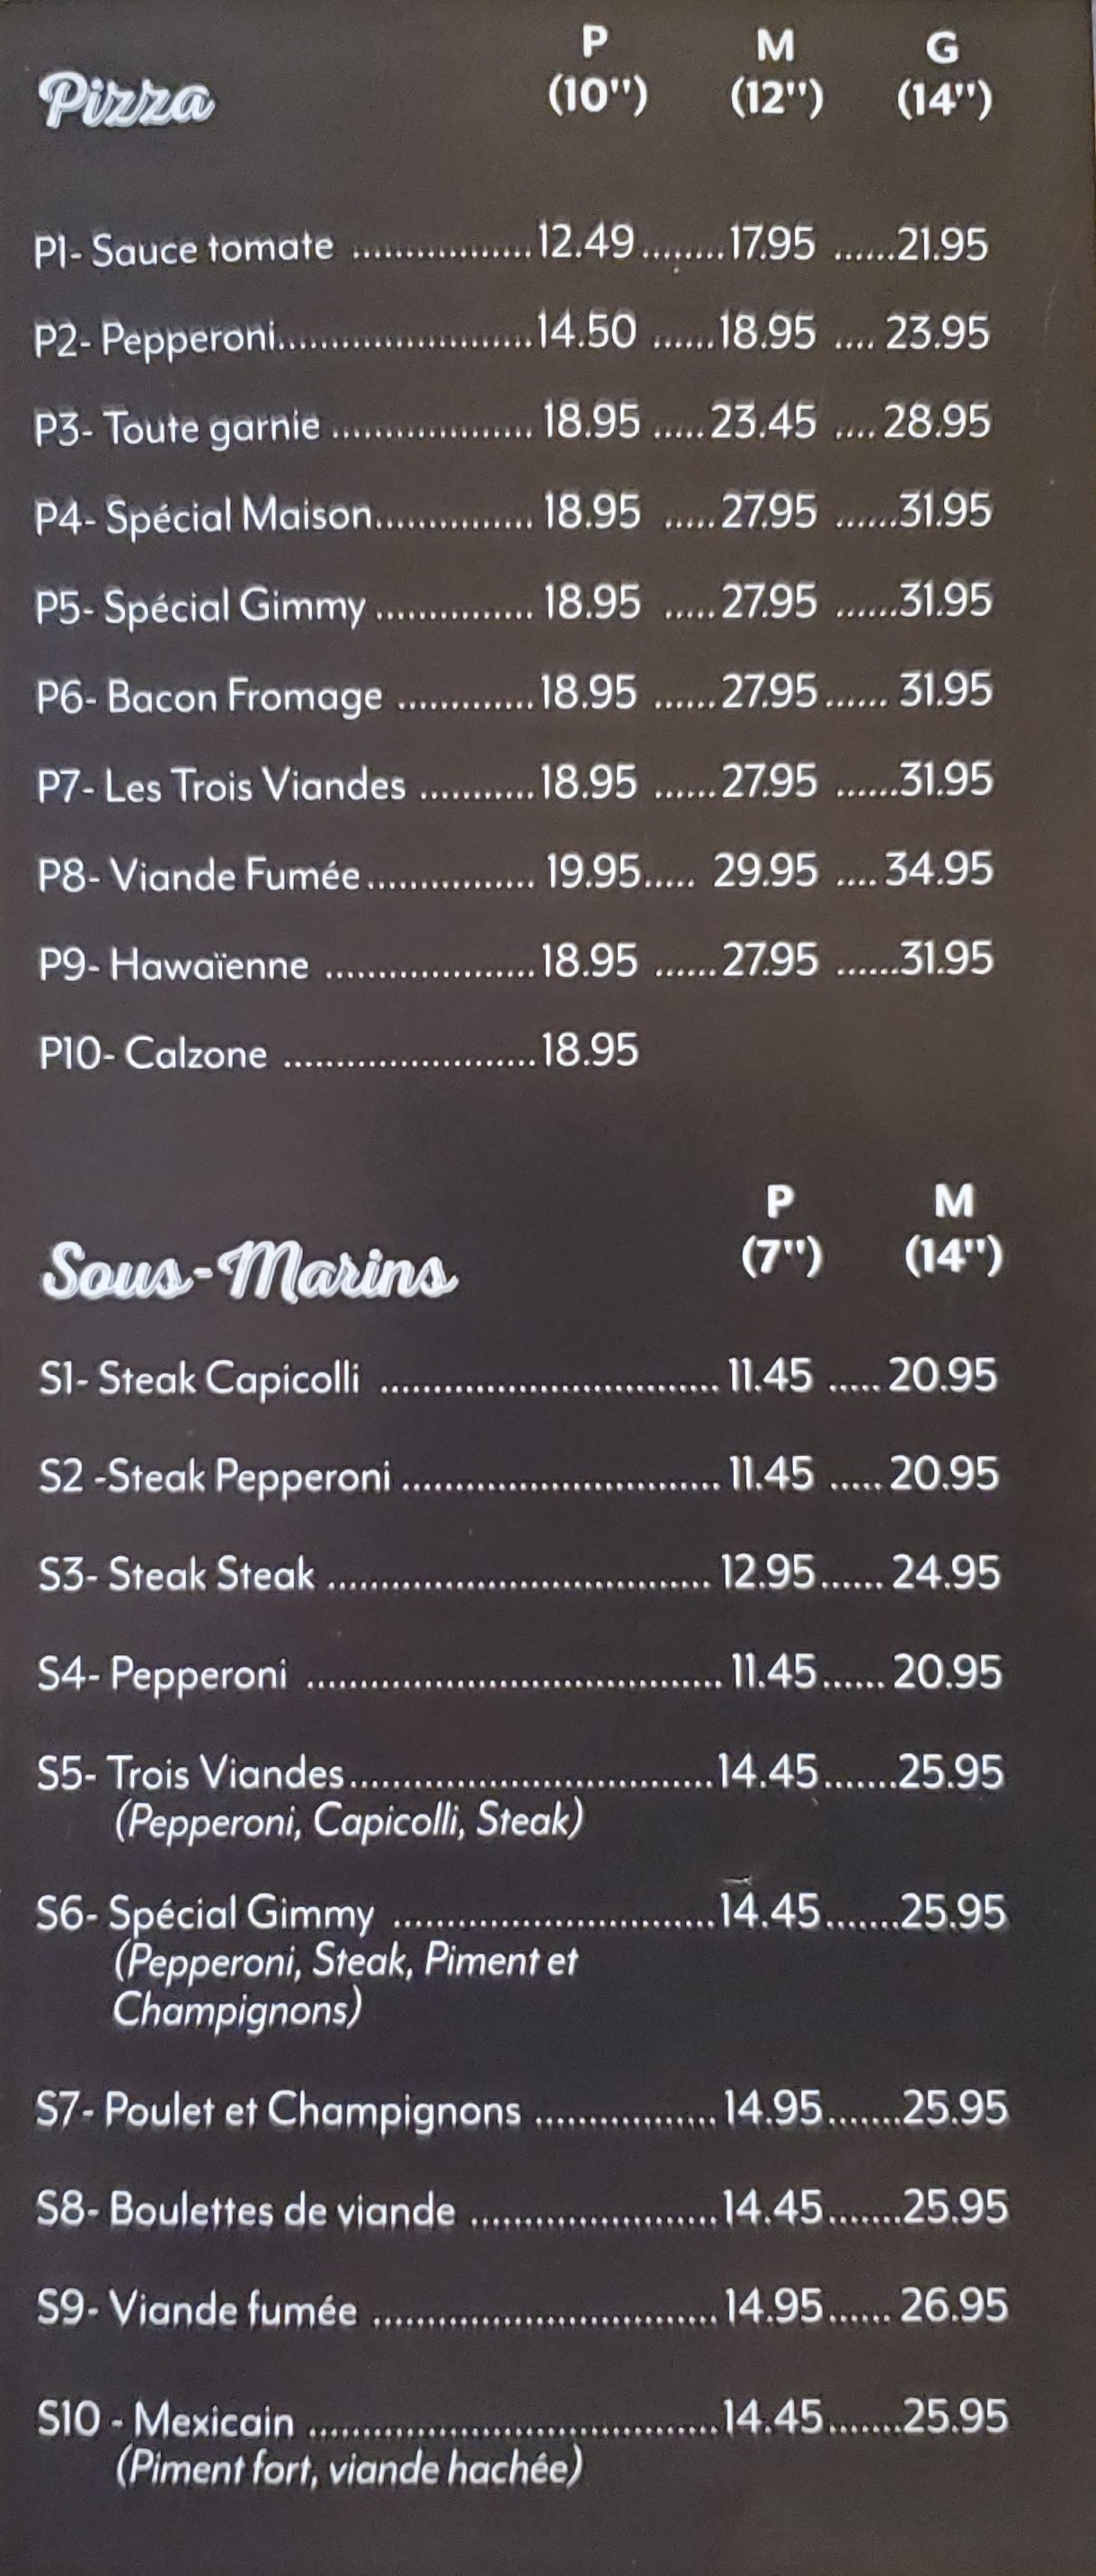 P M G
Pizza (10'') (12'') (14'')
P1- Sauce tomate ................. 12.49 ........ 17.95 ...... 21.95
P2- Pepperoni........................ 14.50 ...... 18.95 .... 23.95
P3- Toute garnie ................... 18.95 ..... 23.45 .... 28.95
P4- Spécial Maison............... 18.95 ..... 27.95 ...... 31.95
P5- Spécial Gimmy ............... 18.95 ..... 27.95 ...... 31.95
P6- Bacon Fromage ............. 18.95 ...... 27.95 ...... 31.95
P7- Les Trois Viandes ........... 18.95 ...... 27.95 ...... 31.95
P8- Viande Fumée ................ 19.95 ..... 29.95 .... 34.95
P9- Hawaïenne .................... 18.95 ...... 27.95 ...... 31.95
P10- Calzone ........................ 18.95
P M
Sous-Marins (7'') (14'')
S1- Steak Capicolli ................................. 11.45 ..... 20.95
S2 -Steak Pepperoni ............................... 11.45 ..... 20.95
S3- Steak Steak ..................................... 12.95 ...... 24.95
S4- Pepperoni ........................................ 11.45 ...... 20.95
S5- Trois Viandes ................................... 14.45 ....... 25.95
(Pepperoni, Capicolli, Steak)
S6- Spécial Gimmy ............................... 14.45 ....... 25.95
(Pepperoni, Steak, Piment et
Champignons)
S7- Poulet et Champignons ................. 14.95 ....... 25.95
S8- Boulettes de viande ........................ 14.45 ....... 25.95
S9- Viande fumée ................................. 14.95 ...... 26.95
S10 - Mexicain ....................................... 14.45 ....... 25.95
(Piment fort, viande hachée)